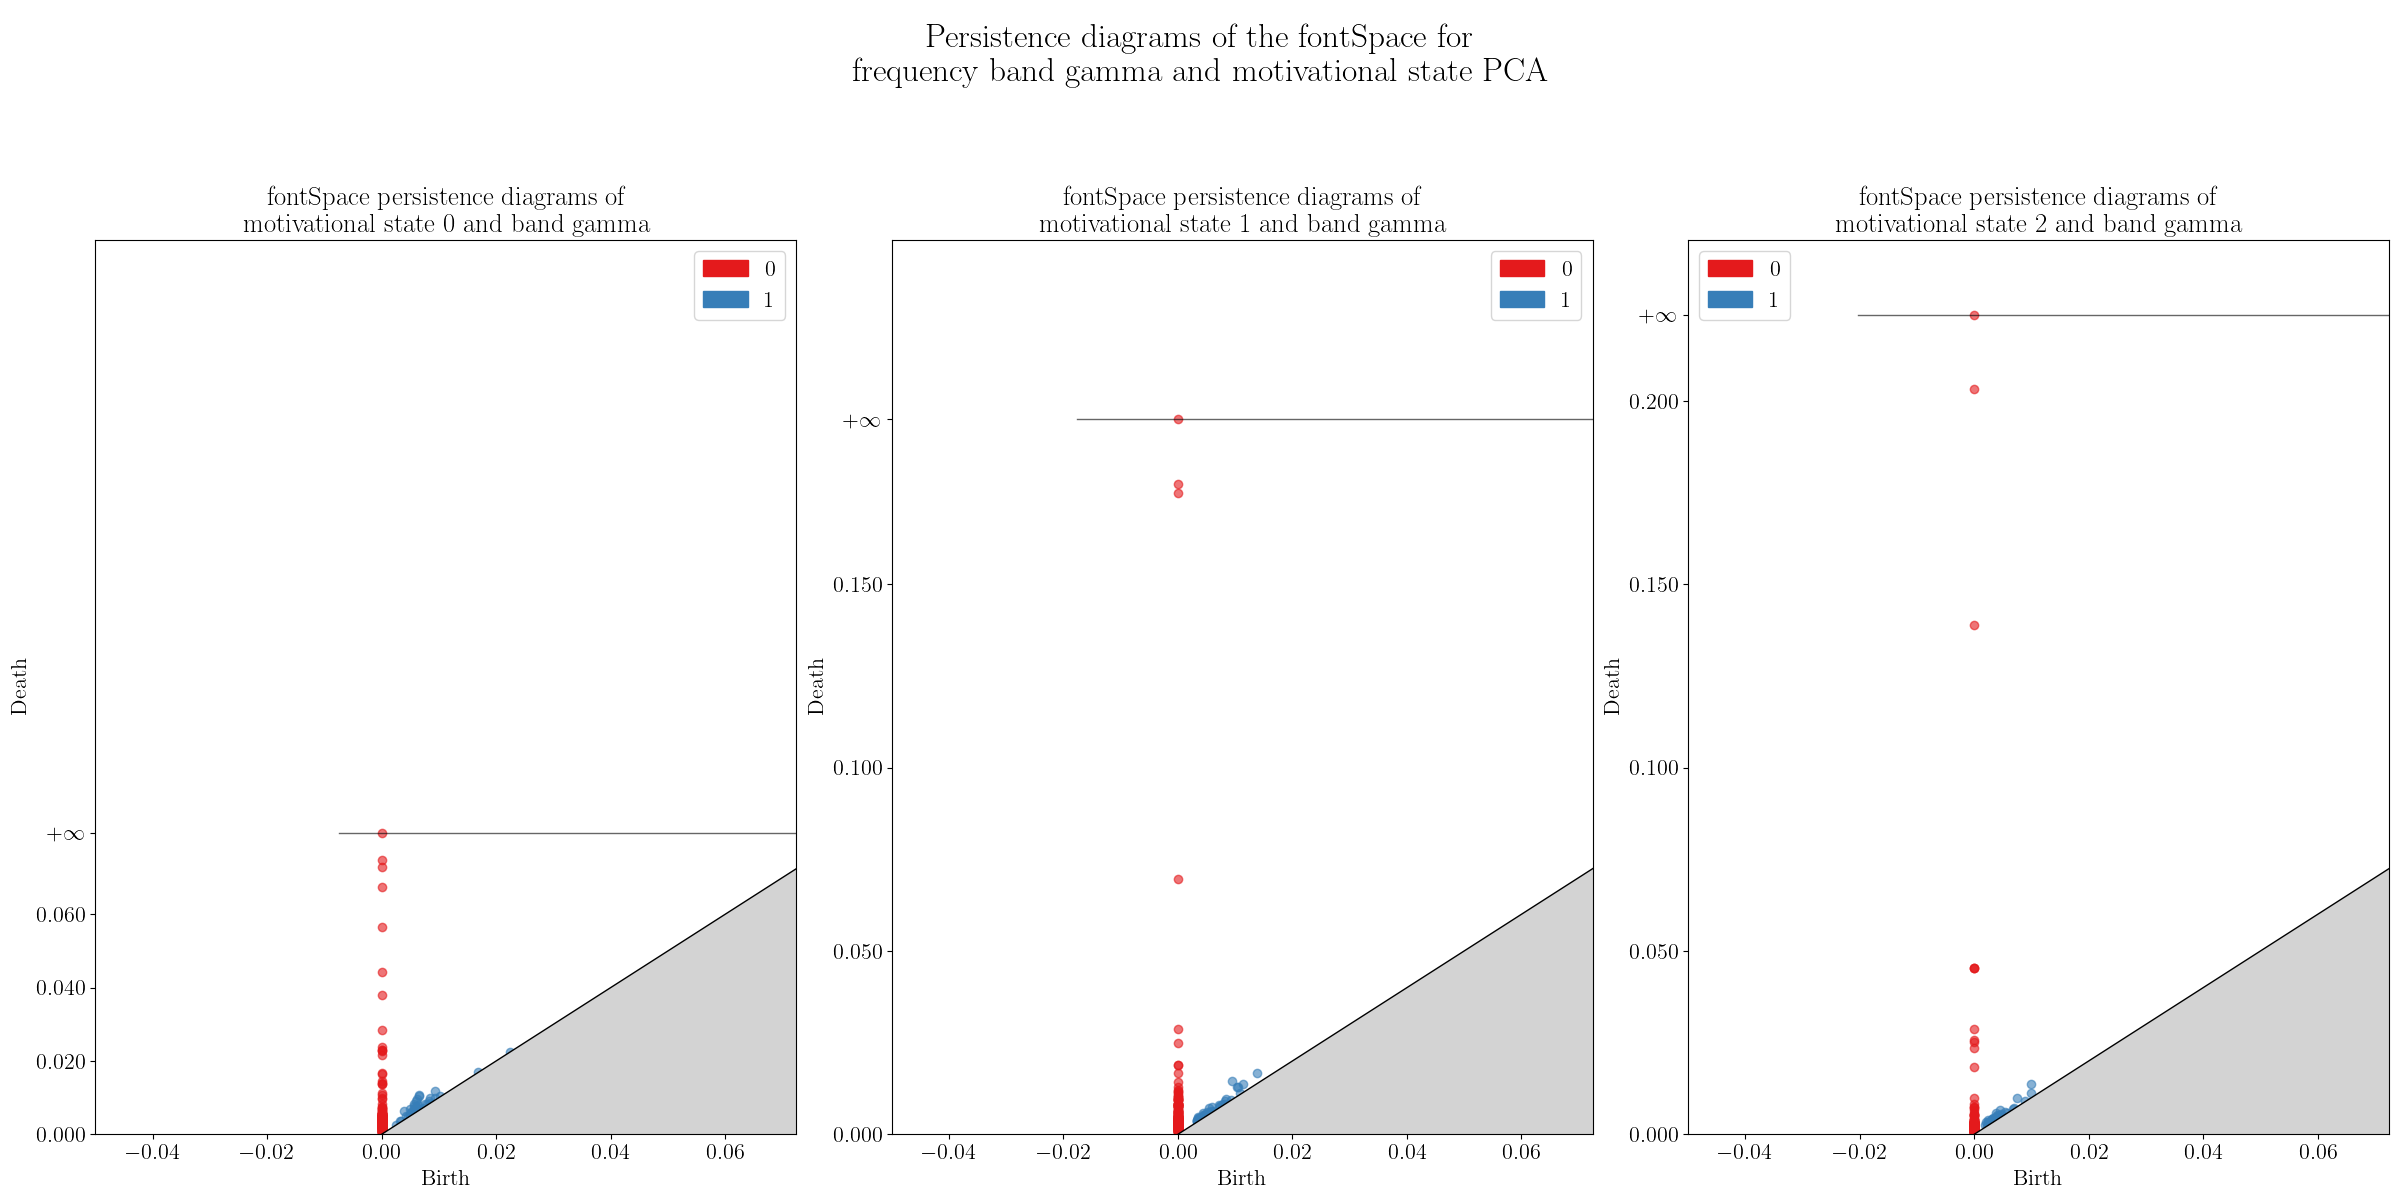 Persistence diagrams of the fontSpace for
frequency band gamma and motivational state PCA
fontSpace persistence diagrams of
motivational state 0 and band gamma
0
1
+∞
0.060
0.040
0.020
0.000
Death
−0.04 −0.02 0.00 0.02 0.04 0.06
Birth
fontSpace persistence diagrams of
motivational state 1 and band gamma
0
1
+∞
0.150
0.100
0.050
0.000
Death
−0.04 −0.02 0.00 0.02 0.04 0.06
Birth
fontSpace persistence diagrams of
motivational state 2 and band gamma
0
1
+∞
0.200
0.150
0.100
0.050
0.000
Death
−0.04 −0.02 0.00 0.02 0.04 0.06
Birth